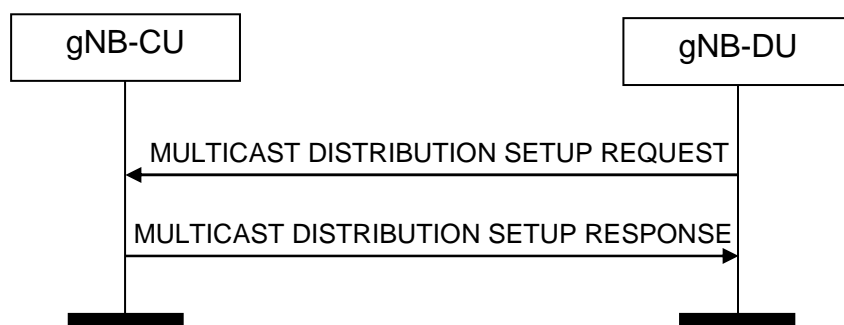 gNB-CU
gNB-DU
MULTICAST DISTRIBUTION SETUP REQUEST
MULTICAST DISTRIBUTION SETUP RESPONSE